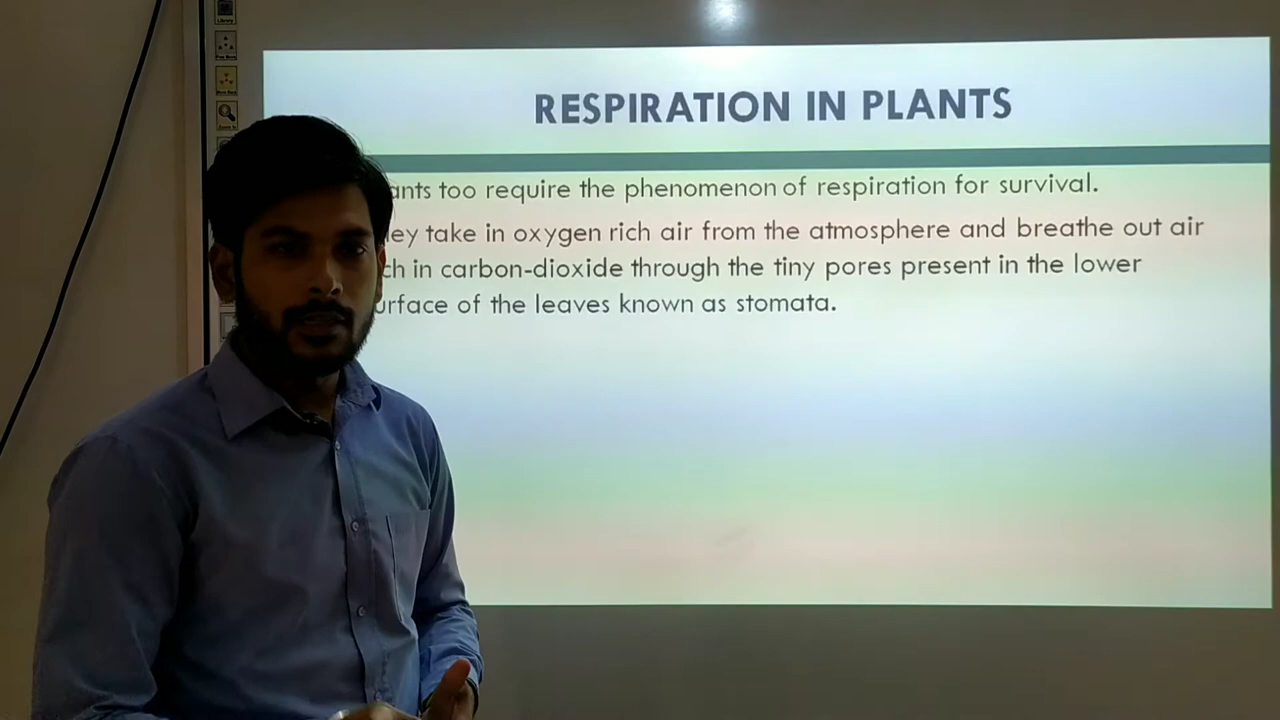 Library
RESPIRATION IN PLANTS
ants too require the phenomenon of respiration for survival.
ey take in oxygen rich air from the atmosphere and breathe out air
ch in carbon-dioxide through the tiny pores present in the lower
urface of the leaves known as stomata.